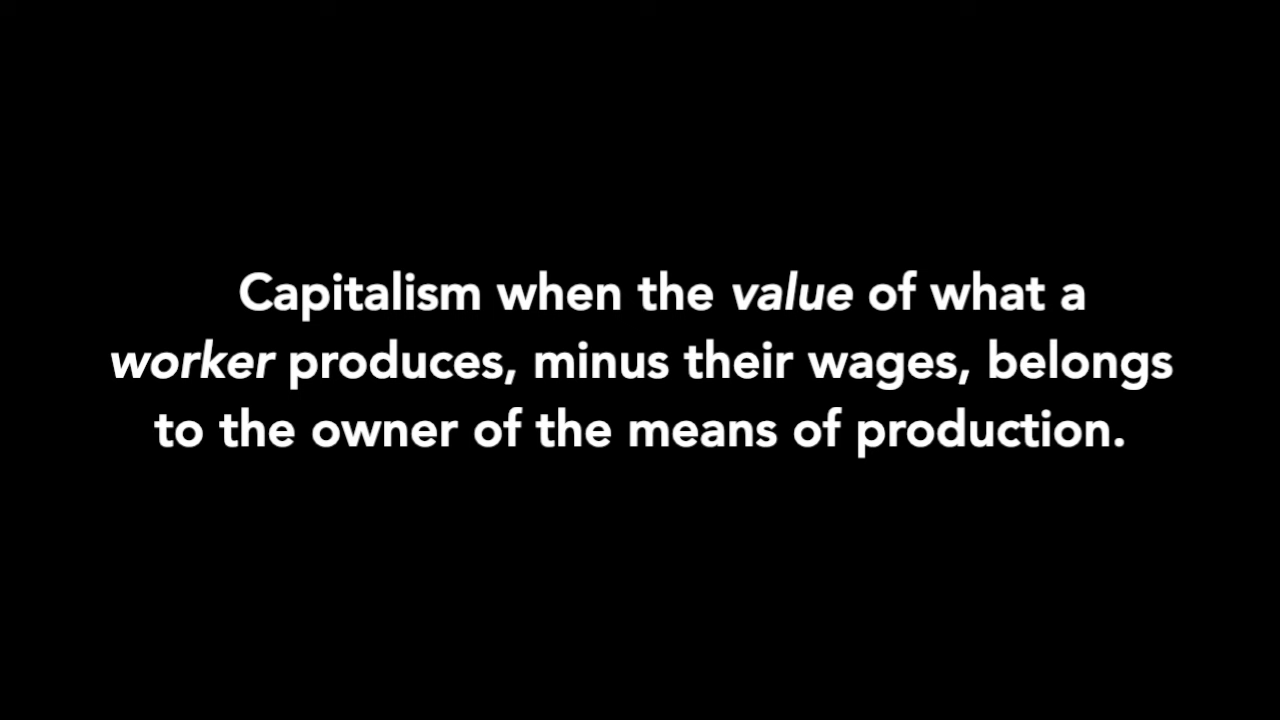 Capitalism when the value of what a
worker produces, minus their wages, belongs
to the owner of the means of production.